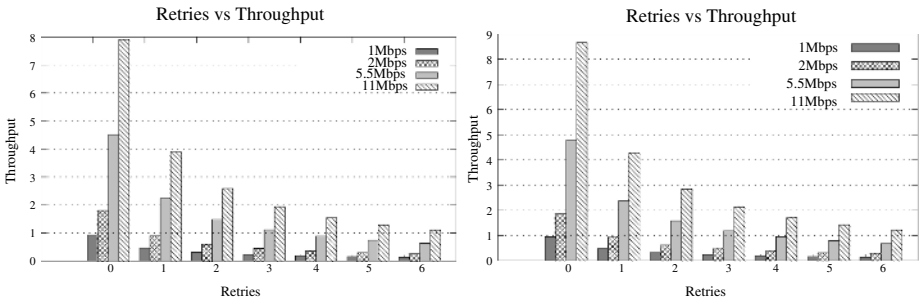 Retries vs Throughput
Throughput
8
7
6
5
4
3
2
1
0
1Mbps
2Mbps
5.5Mbps
11Mbps
0 1 2 3 4 5 6
Retries
Retries vs Throughput
Throughput
9
8
7
6
5
4
3
2
1
0
1Mbps
2Mbps
5.5Mbps
11Mbps
0 1 2 3 4 5 6
Retries